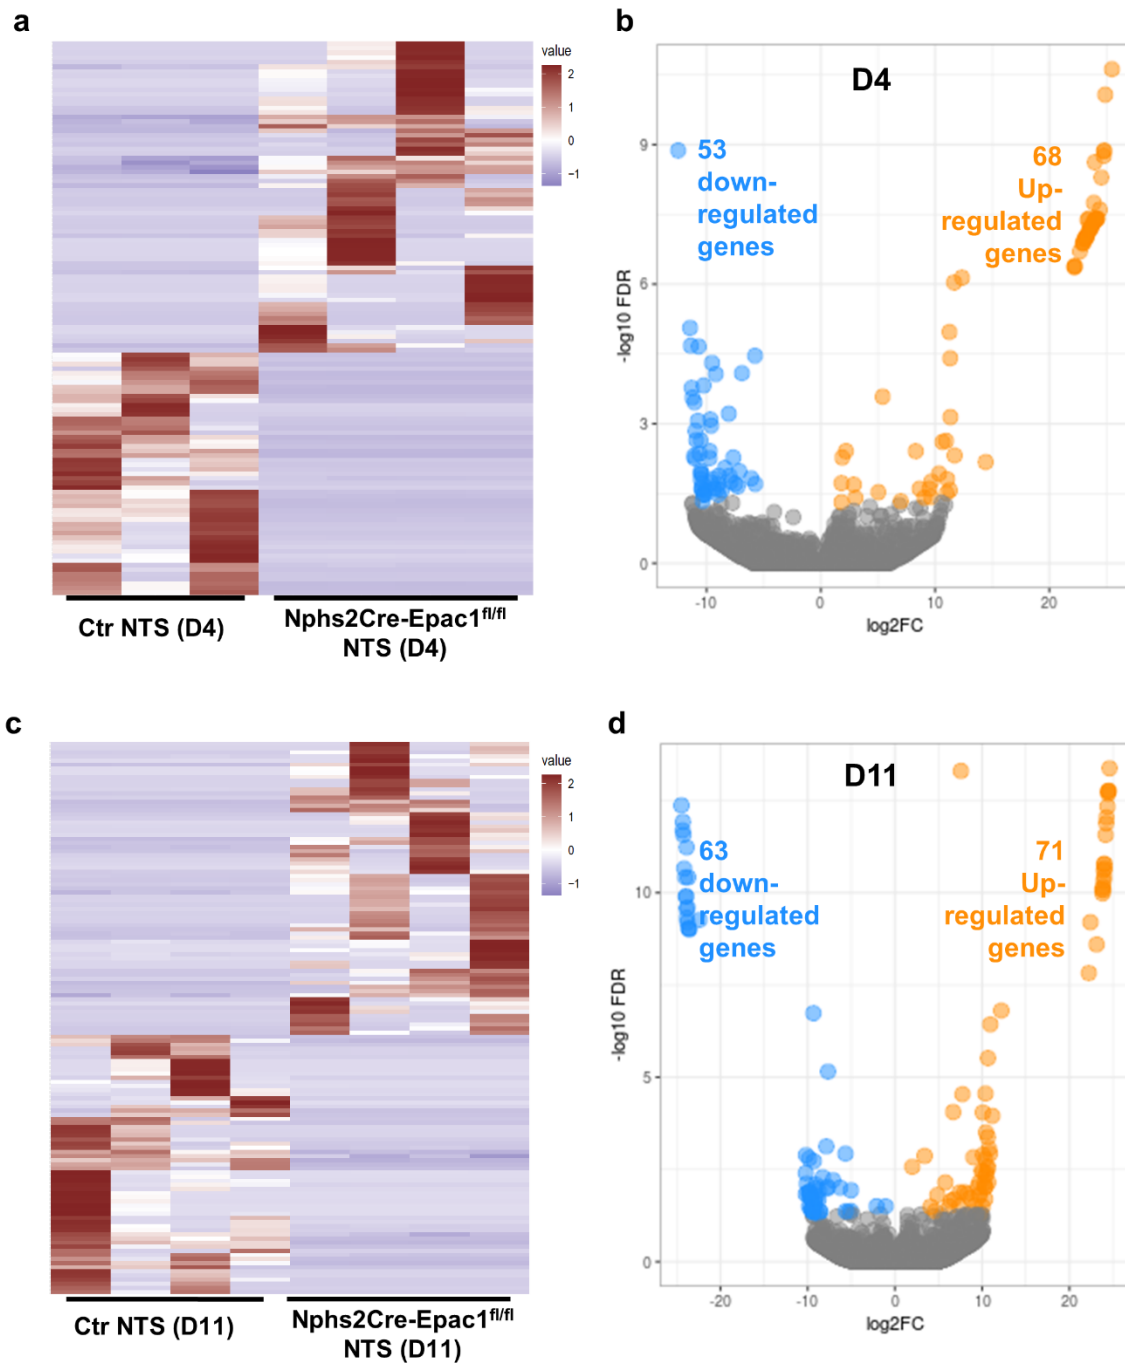 a
value
2
1
0
-1
Ctr NTS (D4)
Nphs2Cre-Epac1fl/fl
NTS (D4)
b
D4
53
down-
regulated
genes
68
Up-
regulated
genes
9
6
3
0
-log10 FDR
-10
0
10
20
log2FC
c
value
2
1
0
-1
Ctr NTS (D11)
Nphs2Cre-Epac1fl/fl
NTS (D11)
d
D11
63
down-
regulated
genes
71
Up-
regulated
genes
10
5
0
-log10 FDR
-20
-10
0
10
20
log2FC